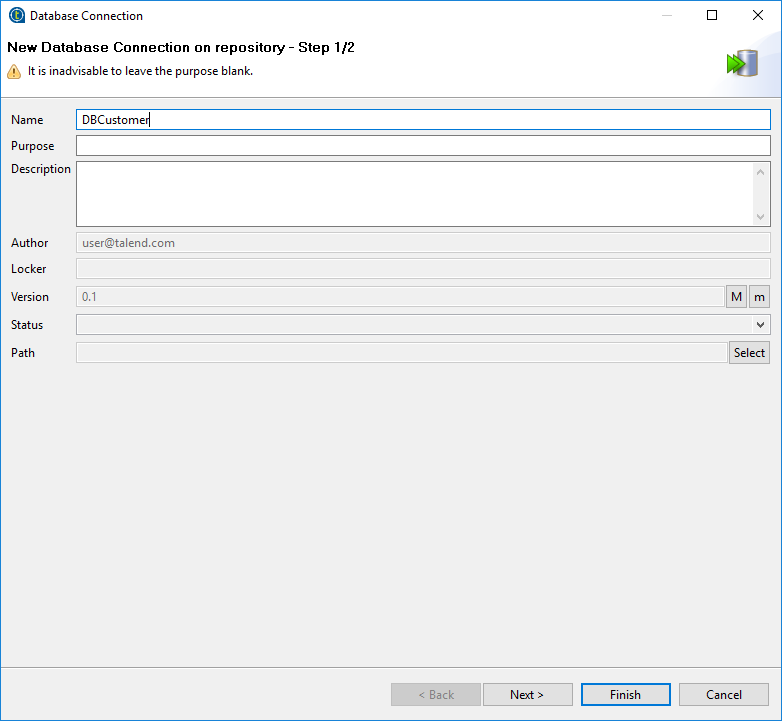 Database Connection
New Database Connection on repository - Step 1/2
It is inadvisable to leave the purpose blank.
Name DBCustomer
Purpose
Description
Author user@talend.com
Locker
Version 0.1 M m
Status
Path Select
< Back Next > Finish Cancel